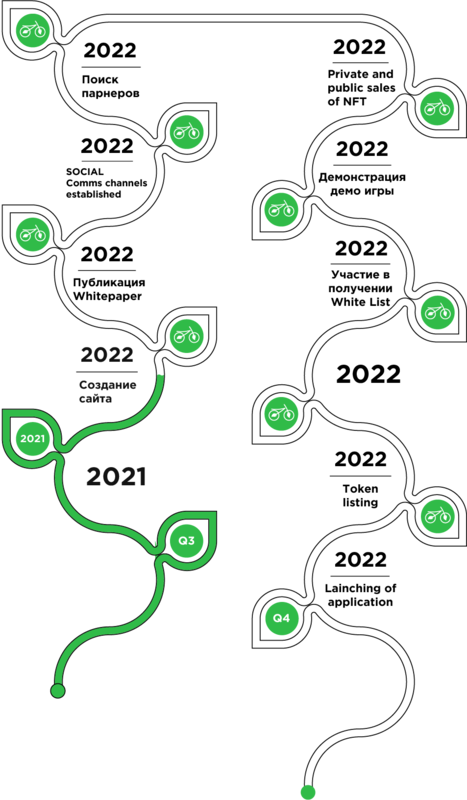 2022
Поиск
парнеров
2022
SOCIAL
Comms channels
established
2022
Публикация
Whitepaper
2022
Создание
сайта
2021
2021
Q3
2022
Private and
public sales
of NFT
2022
Демонстрация
демо игры
2022
Участие в
получении
White List
2022
2022
Token
listing
2022
Lainching of
application
Q4